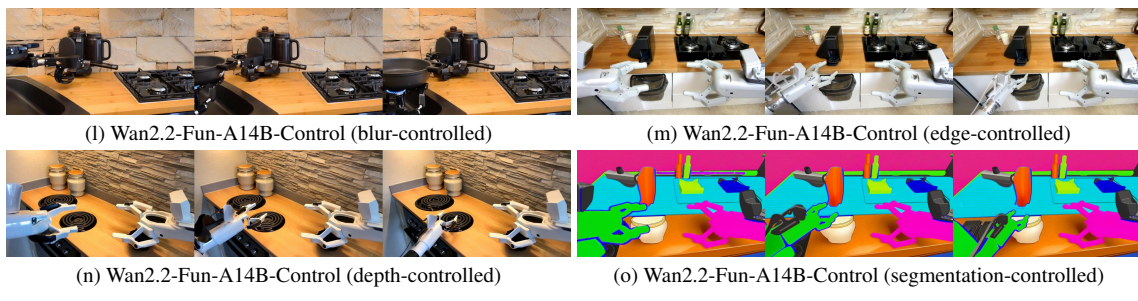 (l) Wan2.2-Fun-A14B-Control (blur-controlled)
(m) Wan2.2-Fun-A14B-Control (edge-controlled)
(n) Wan2.2-Fun-A14B-Control (depth-controlled)
(o) Wan2.2-Fun-A14B-Control (segmentation-controlled)